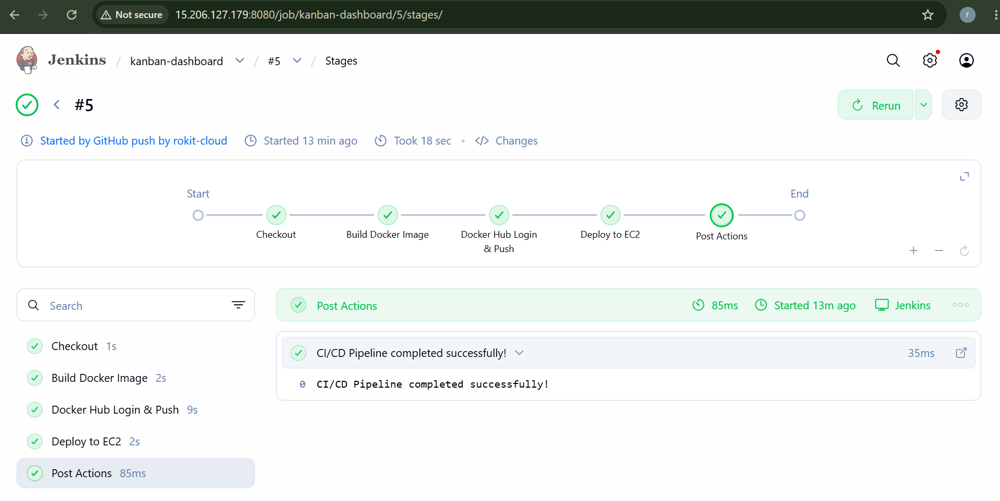 Not secure 15.206.127.179:8080/job/kanban-dashboard/5/stages/ r
Jenkins / kanban-dashboard / #5 / Stages
#5
Rerun
Started by GitHub push by rokit-cloud Started 13 min ago Took 18 sec • Changes
Start
End
Checkout
Build Docker Image
Docker Hub Login
& Push
Deploy to EC2
Post Actions
Search
Checkout 1s
Build Docker Image 2s
Docker Hub Login & Push 9s
Deploy to EC2 2s
Post Actions 85ms
Post Actions 85ms Started 13m ago Jenkins
CI/CD Pipeline completed successfully! 35ms
0 CI/CD Pipeline completed successfully!